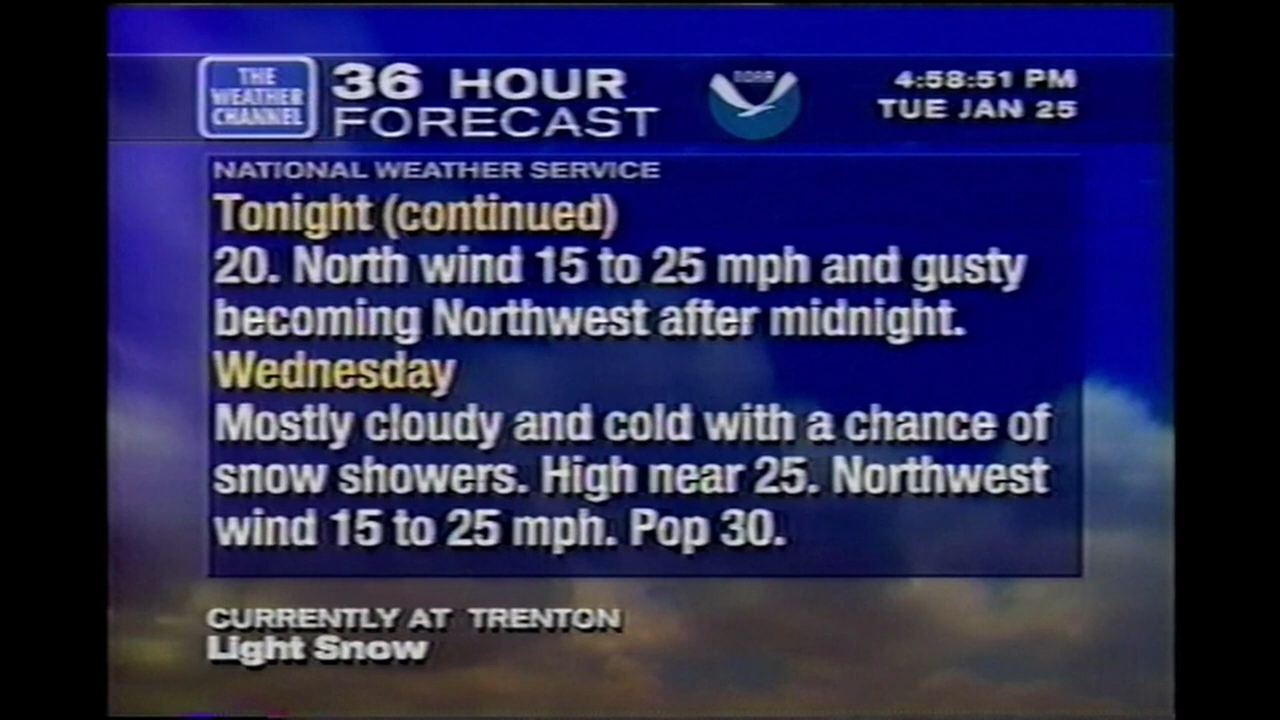 THE
WEATHER
CHANNEL
36 HOUR
FORECAST
NOAA
4:58:51 PM
TUE JAN 25
NATIONAL WEATHER SERVICE
Tonight (continued)
20. North wind 15 to 25 mph and gusty
becoming Northwest after midnight.
Wednesday
Mostly cloudy and cold with a chance of
snow showers. High near 25. Northwest
wind 15 to 25 mph. Pop 30.
CURRENTLY AT TRENTON
Light Snow